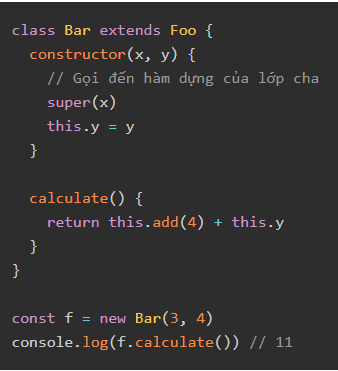 class Bar extends Foo {
  constructor(x, y) {
    // Gọi đến hàm dựng của lớp cha
    super(x)
    this.y = y
  }

  calculate() {
    return this.add(4) + this.y
  }
}

const f = new Bar(3, 4)
console.log(f.calculate()) // 11